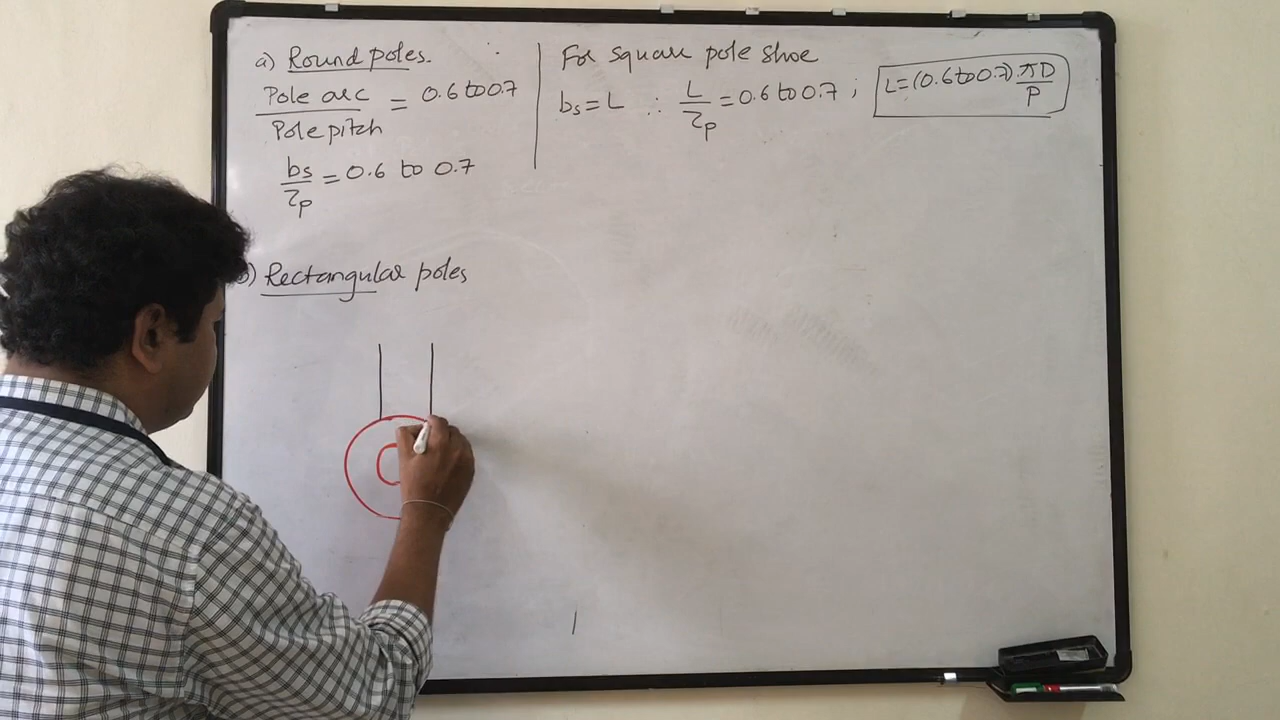 a) Round poles.
Pole arc / Pole pitch = 0.6 to 0.7
bs / τp = 0.6 to 0.7
For square pole shoe
bs = L ∴ L / τp = 0.6 to 0.7 ; L = (0.6 to 0.7) . πD / P
) Rectangular poles